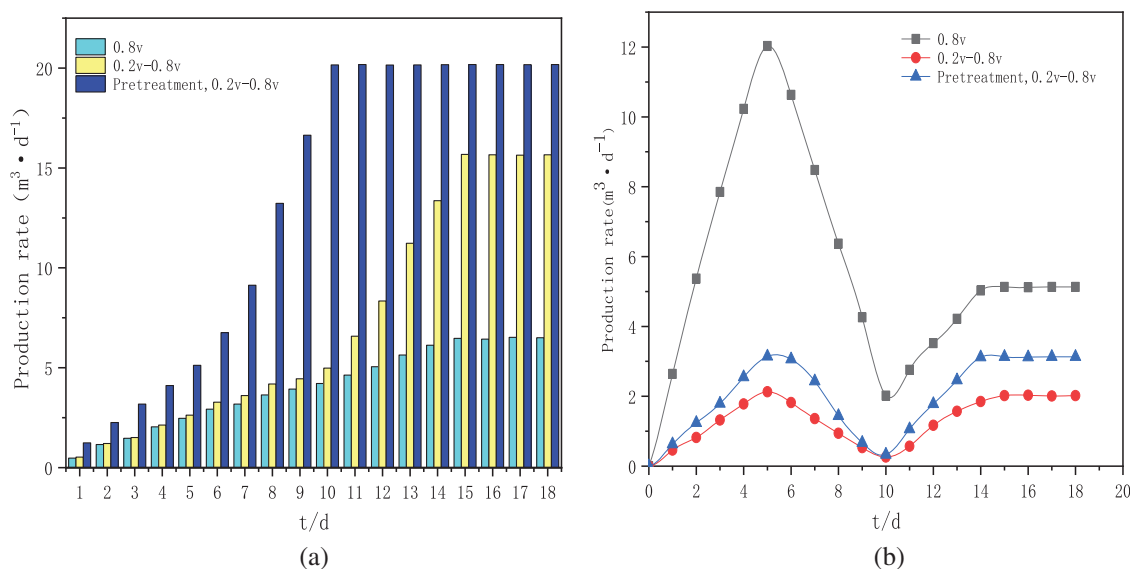 0.8v
0.2v-0.8v
Pretreatment,0.2v-0.8v
Production rate (m³•d⁻¹)
20
15
10
5
0
1 2 3 4 5 6 7 8 9 10 11 12 13 14 15 16 17 18
t/d
(a)
0.8v
0.2v-0.8v
Pretreatment,0.2v-0.8v
Production rate(m³•d⁻¹)
12
10
8
6
4
2
0
0 2 4 6 8 10 12 14 16 18 20
t/d
(b)